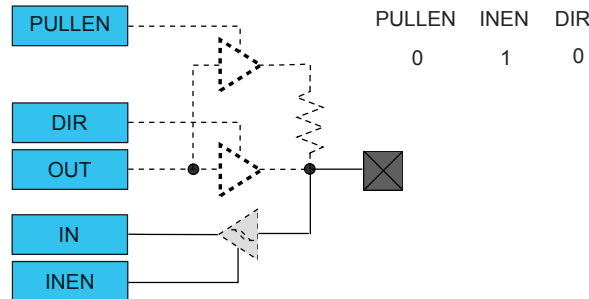 PULLEN
PULLEN INEN DIR
0 1 0
DIR
OUT
IN
INEN